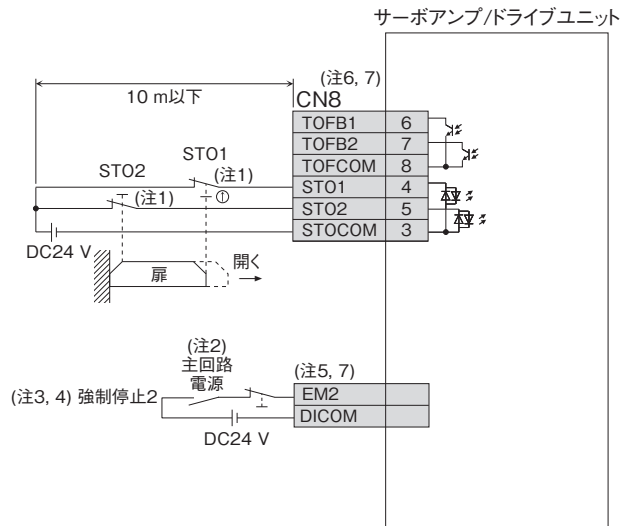 サーボアンプ/ドライブユニット
(注6, 7)
10 m以下
CN8
TOFB1 6
TOFB2 7
TOFCOM 8
STO1 4
STO2 5
STOCOM 3
STO1
STO2
(注1)
(注1)
DC24 V
扉
開く
(注2)
主回路
電源
(注5, 7)
(注3, 4) 強制停止2
EM2
DICOM
DC24 V